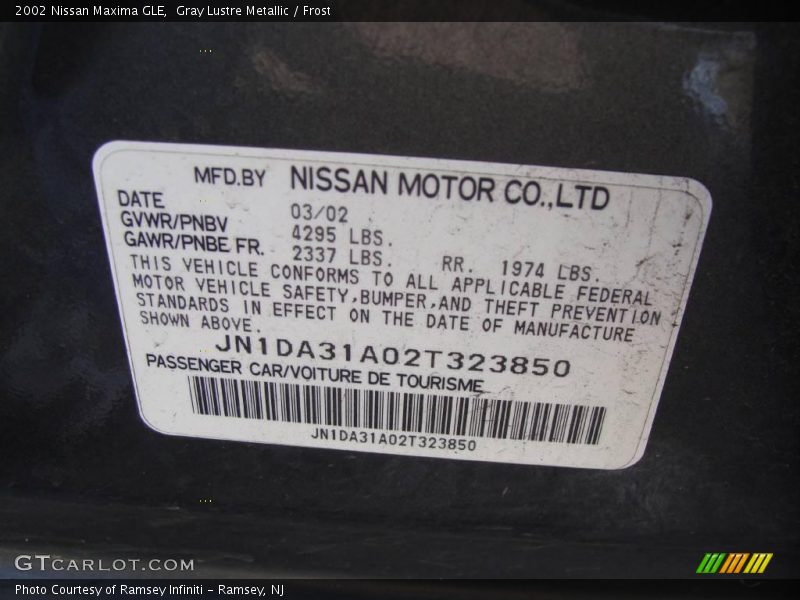 2002 Nissan Maxima GLE,  Gray Lustre Metallic / Frost
MFD.BY NISSAN MOTOR CO.,LTD
DATE 03/02
GVWR/PNBV 4295 LBS.
GAWR/PNBE FR. 2337 LBS. RR. 1974 LBS.
THIS VEHICLE CONFORMS TO ALL APPLICABLE FEDERAL
MOTOR VEHICLE SAFETY,BUMPER,AND THEFT PREVENTION
STANDARDS IN EFFECT ON THE DATE OF MANUFACTURE
SHOWN ABOVE.
JN1DA31A02T323850
PASSENGER CAR/VOITURE DE TOURISME
JN1DA31A02T323850
GTCARLOT.COM
Photo Courtesy of Ramsey Infiniti – Ramsey, NJ